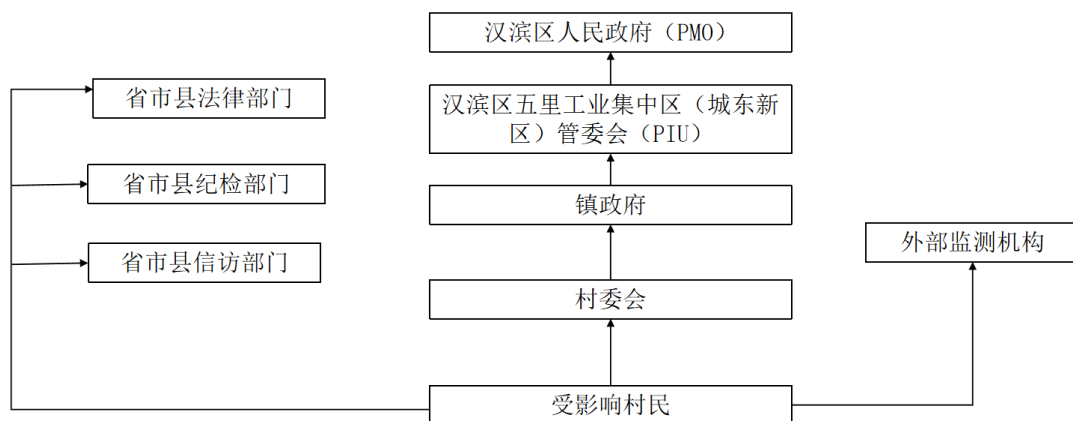 汉滨区人民政府（PMO）
省市县法律部门
汉滨区五里工业集中区（城东新
区）管委会（PIU）
省市县纪检部门
镇政府
外部监测机构
省市县信访部门
村委会
受影响村民